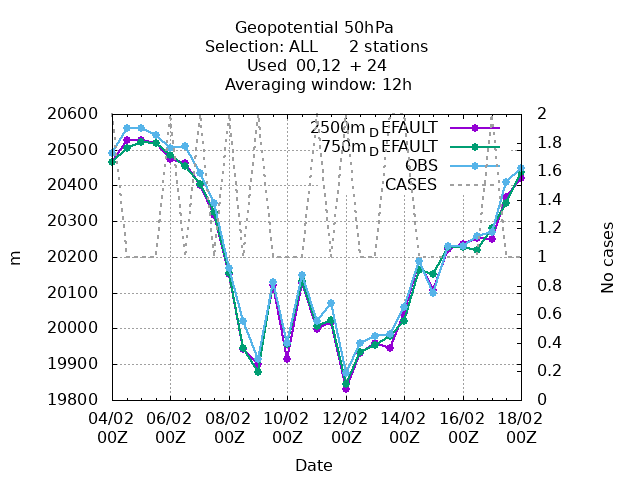 Geopotential 50hPa
Selection: ALL 2 stations
Used 00,12 + 24
Averaging window: 12h
20600
20500
20400
20300
20200
20100
20000
19900
19800
m
2500m_DEFAULT
750m_DEFAULT
OBS
CASES
2
1.8
1.6
1.4
1.2
1
0.8
0.6
0.4
0.2
0
No cases
04/02 06/02 08/02 10/02 12/02 14/02 16/02 18/02
00Z 00Z 00Z 00Z 00Z 00Z 00Z 00Z
Date